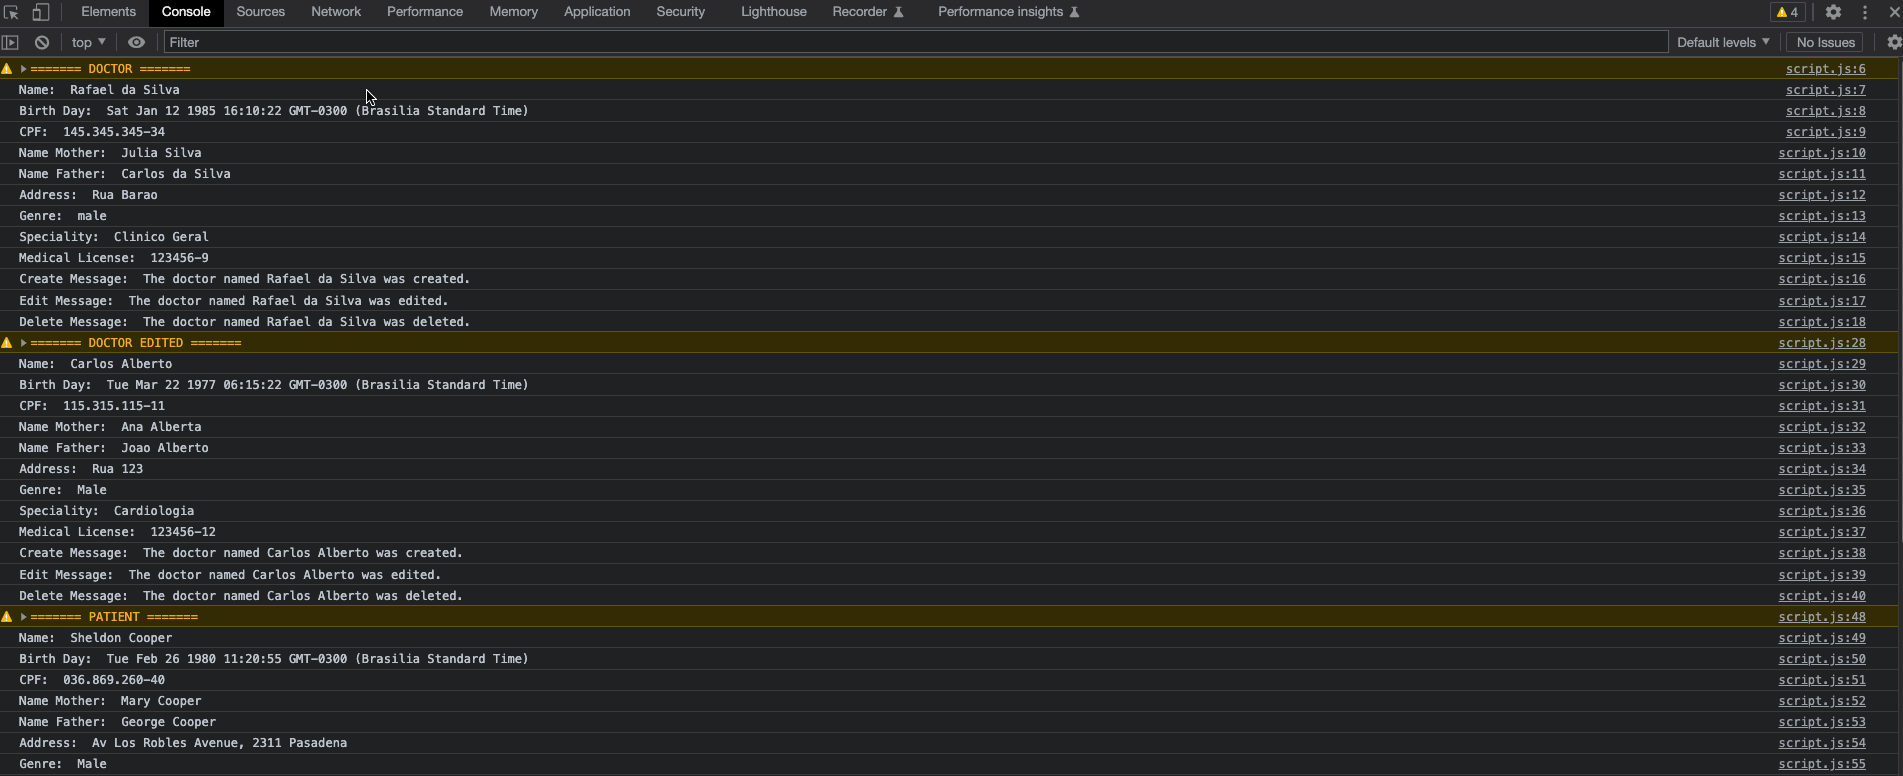 Elements Console Sources Network Performance Memory Application Security Lighthouse Recorder Performance insights 4
top Filter Default levels No Issues
======= DOCTOR ======= script.js:6
Name: Rafael da Silva script.js:7
Birth Day: Sat Jan 12 1985 16:10:22 GMT-0300 (Brasilia Standard Time) script.js:8
CPF: 145.345.345-34 script.js:9
Name Mother: Julia Silva script.js:10
Name Father: Carlos da Silva script.js:11
Address: Rua Barao script.js:12
Genre: male script.js:13
Speciality: Clinico Geral script.js:14
Medical License: 123456-9 script.js:15
Create Message: The doctor named Rafael da Silva was created. script.js:16
Edit Message: The doctor named Rafael da Silva was edited. script.js:17
Delete Message: The doctor named Rafael da Silva was deleted. script.js:18
======= DOCTOR EDITED ======= script.js:28
Name: Carlos Alberto script.js:29
Birth Day: Tue Mar 22 1977 06:15:22 GMT-0300 (Brasilia Standard Time) script.js:30
CPF: 115.315.115-11 script.js:31
Name Mother: Ana Alberta script.js:32
Name Father: Joao Alberto script.js:33
Address: Rua 123 script.js:34
Genre: Male script.js:35
Speciality: Cardiologia script.js:36
Medical License: 123456-12 script.js:37
Create Message: The doctor named Carlos Alberto was created. script.js:38
Edit Message: The doctor named Carlos Alberto was edited. script.js:39
Delete Message: The doctor named Carlos Alberto was deleted. script.js:40
======= PATIENT ======= script.js:48
Name: Sheldon Cooper script.js:49
Birth Day: Tue Feb 26 1980 11:20:55 GMT-0300 (Brasilia Standard Time) script.js:50
CPF: 036.869.260-40 script.js:51
Name Mother: Mary Cooper script.js:52
Name Father: George Cooper script.js:53
Address: Av Los Robles Avenue, 2311 Pasadena script.js:54
Genre: Male script.js:55